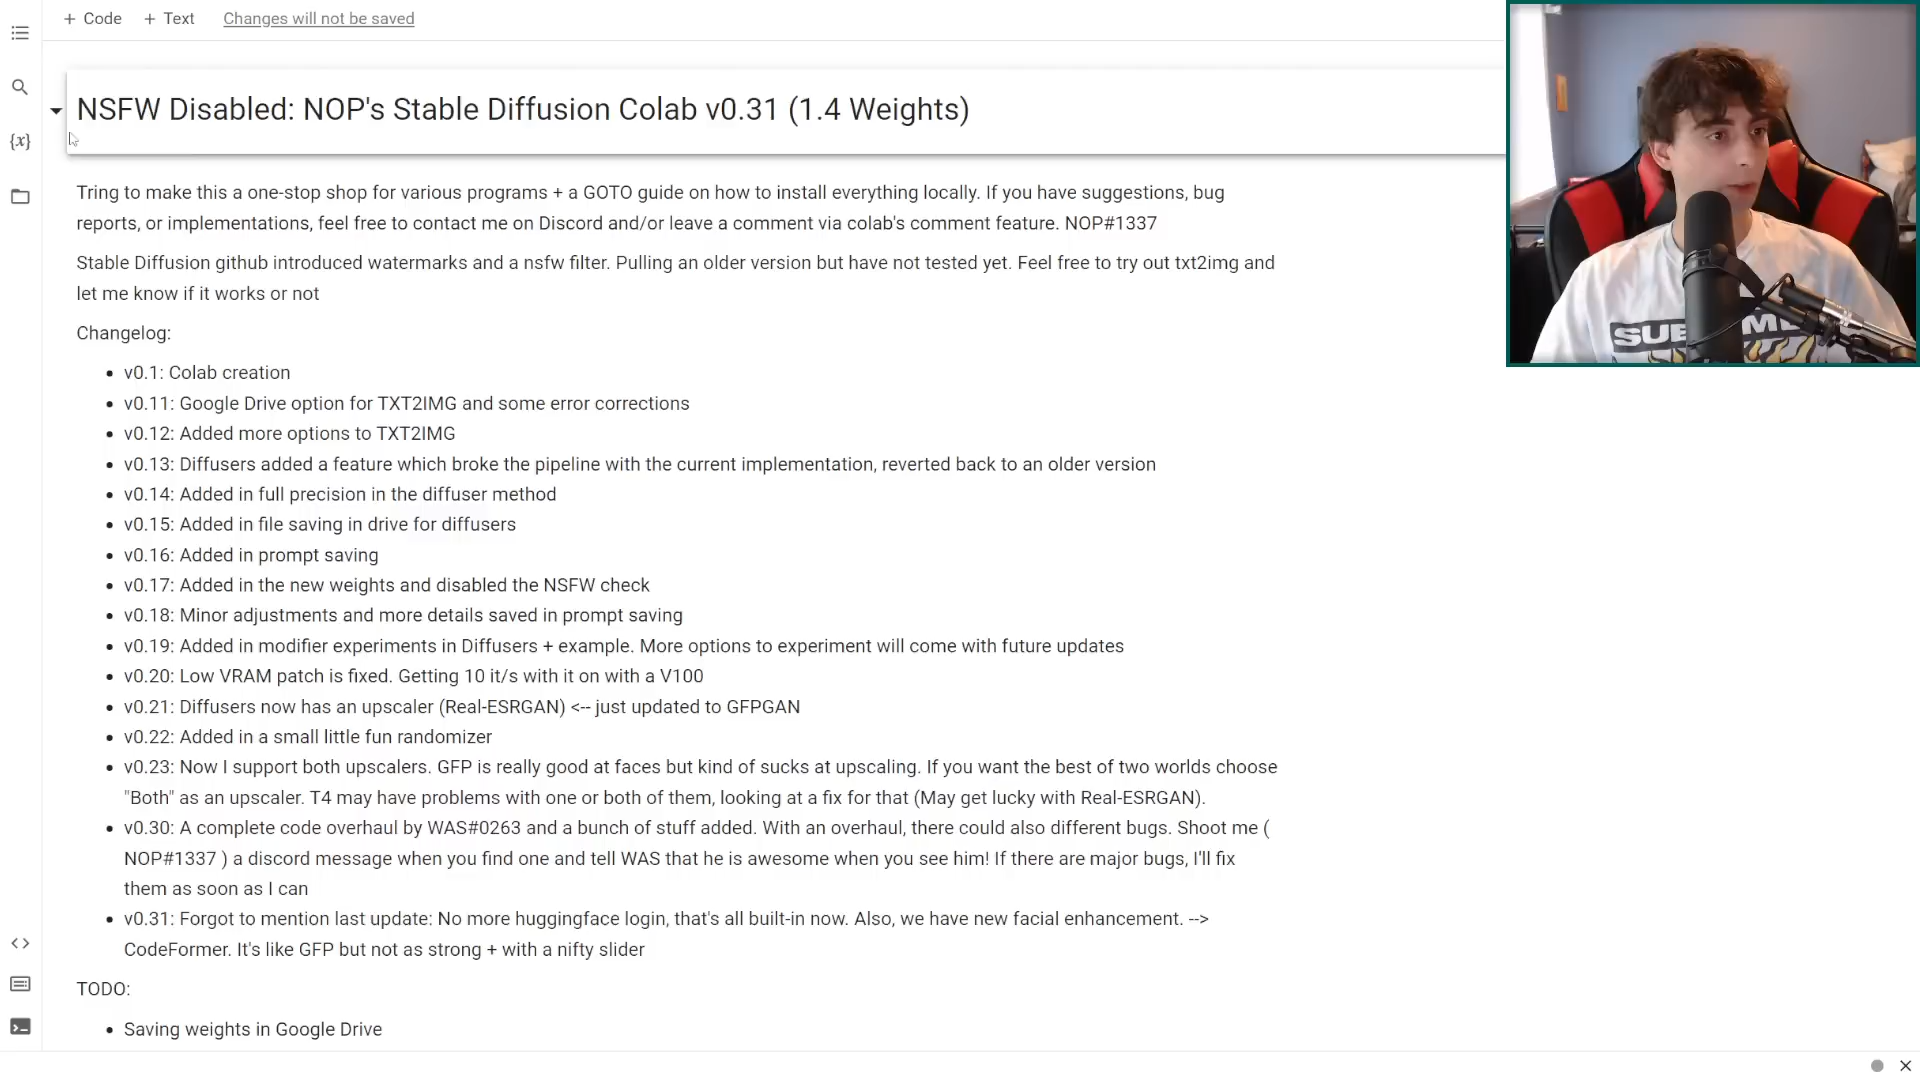 + Code + Text Changes will not be saved
NSFW Disabled: NOP's Stable Diffusion Colab v0.31 (1.4 Weights)
{x}
Tring to make this a one-stop shop for various programs + a GOTO guide on how to install everything locally. If you have suggestions, bug
reports, or implementations, feel free to contact me on Discord and/or leave a comment via colab's comment feature. NOP#1337
Stable Diffusion github introduced watermarks and a nsfw filter. Pulling an older version but have not tested yet. Feel free to try out txt2img and
let me know if it works or not
Changelog:
• v0.1: Colab creation
• v0.11: Google Drive option for TXT2IMG and some error corrections
• v0.12: Added more options to TXT2IMG
• v0.13: Diffusers added a feature which broke the pipeline with the current implementation, reverted back to an older version
• v0.14: Added in full precision in the diffuser method
• v0.15: Added in file saving in drive for diffusers
• v0.16: Added in prompt saving
• v0.17: Added in the new weights and disabled the NSFW check
• v0.18: Minor adjustments and more details saved in prompt saving
• v0.19: Added in modifier experiments in Diffusers + example. More options to experiment will come with future updates
• v0.20: Low VRAM patch is fixed. Getting 10 it/s with it on with a V100
• v0.21: Diffusers now has an upscaler (Real-ESRGAN) <-- just updated to GFPGAN
• v0.22: Added in a small little fun randomizer
• v0.23: Now I support both upscalers. GFP is really good at faces but kind of sucks at upscaling. If you want the best of two worlds choose
"Both" as an upscaler. T4 may have problems with one or both of them, looking at a fix for that (May get lucky with Real-ESRGAN).
• v0.30: A complete code overhaul by WAS#0263 and a bunch of stuff added. With an overhaul, there could also different bugs. Shoot me (
NOP#1337 ) a discord message when you find one and tell WAS that he is awesome when you see him! If there are major bugs, I'll fix
them as soon as I can
• v0.31: Forgot to mention last update: No more huggingface login, that's all built-in now. Also, we have new facial enhancement. -->
CodeFormer. It's like GFP but not as strong + with a nifty slider
TODO:
• Saving weights in Google Drive